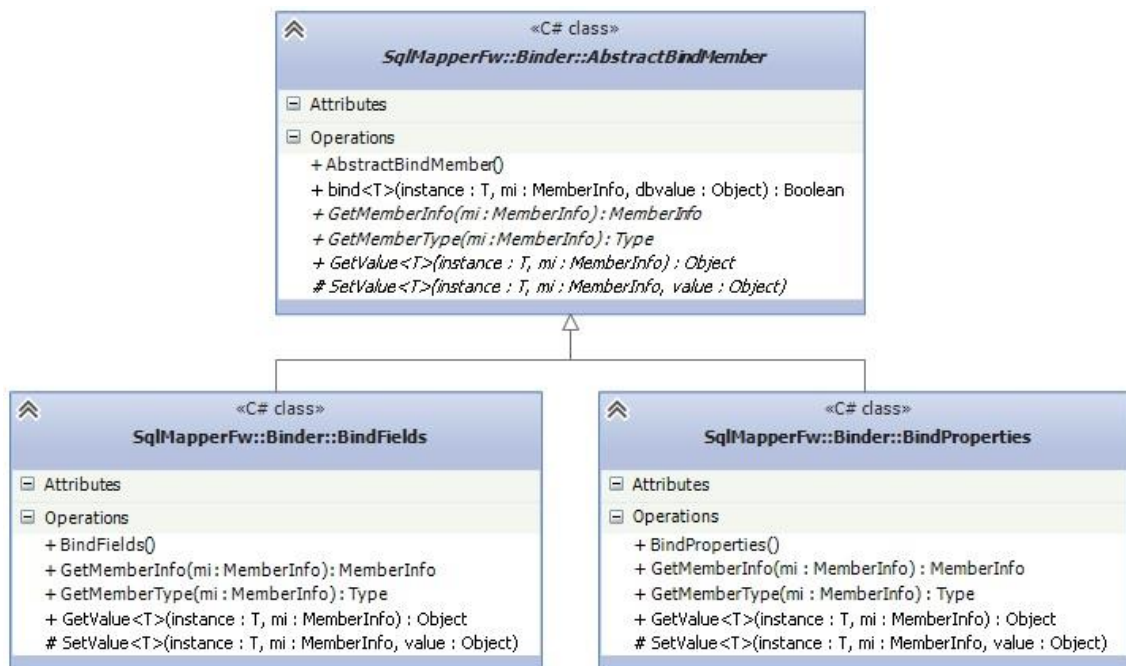 «C# class»
SqlMapperFw::Binder::AbstractBindMember
Attributes
Operations
+ AbstractBindMember()
+ bind<T>(instance : T, mi : MemberInfo, dbvalue : Object) : Boolean
+ GetMemberInfo(mi : MemberInfo) : MemberInfo
+ GetMemberType(mi : MemberInfo) : Type
+ GetValue<T>(instance : T, mi : MemberInfo) : Object
# SetValue<T>(instance : T, mi : MemberInfo, value : Object)
«C# class»
SqlMapperFw::Binder::BindFields
Attributes
Operations
+ BindFields()
+ GetMemberInfo(mi : MemberInfo) : MemberInfo
+ GetMemberType(mi : MemberInfo) : Type
+ GetValue<T>(instance : T, mi : MemberInfo) : Object
# SetValue<T>(instance : T, mi : MemberInfo, value : Object)
«C# class»
SqlMapperFw::Binder::BindProperties
Attributes
Operations
+ BindProperties()
+ GetMemberInfo(mi : MemberInfo) : MemberInfo
+ GetMemberType(mi : MemberInfo) : Type
+ GetValue<T>(instance : T, mi : MemberInfo) : Object
# SetValue<T>(instance : T, mi : MemberInfo, value : Object)